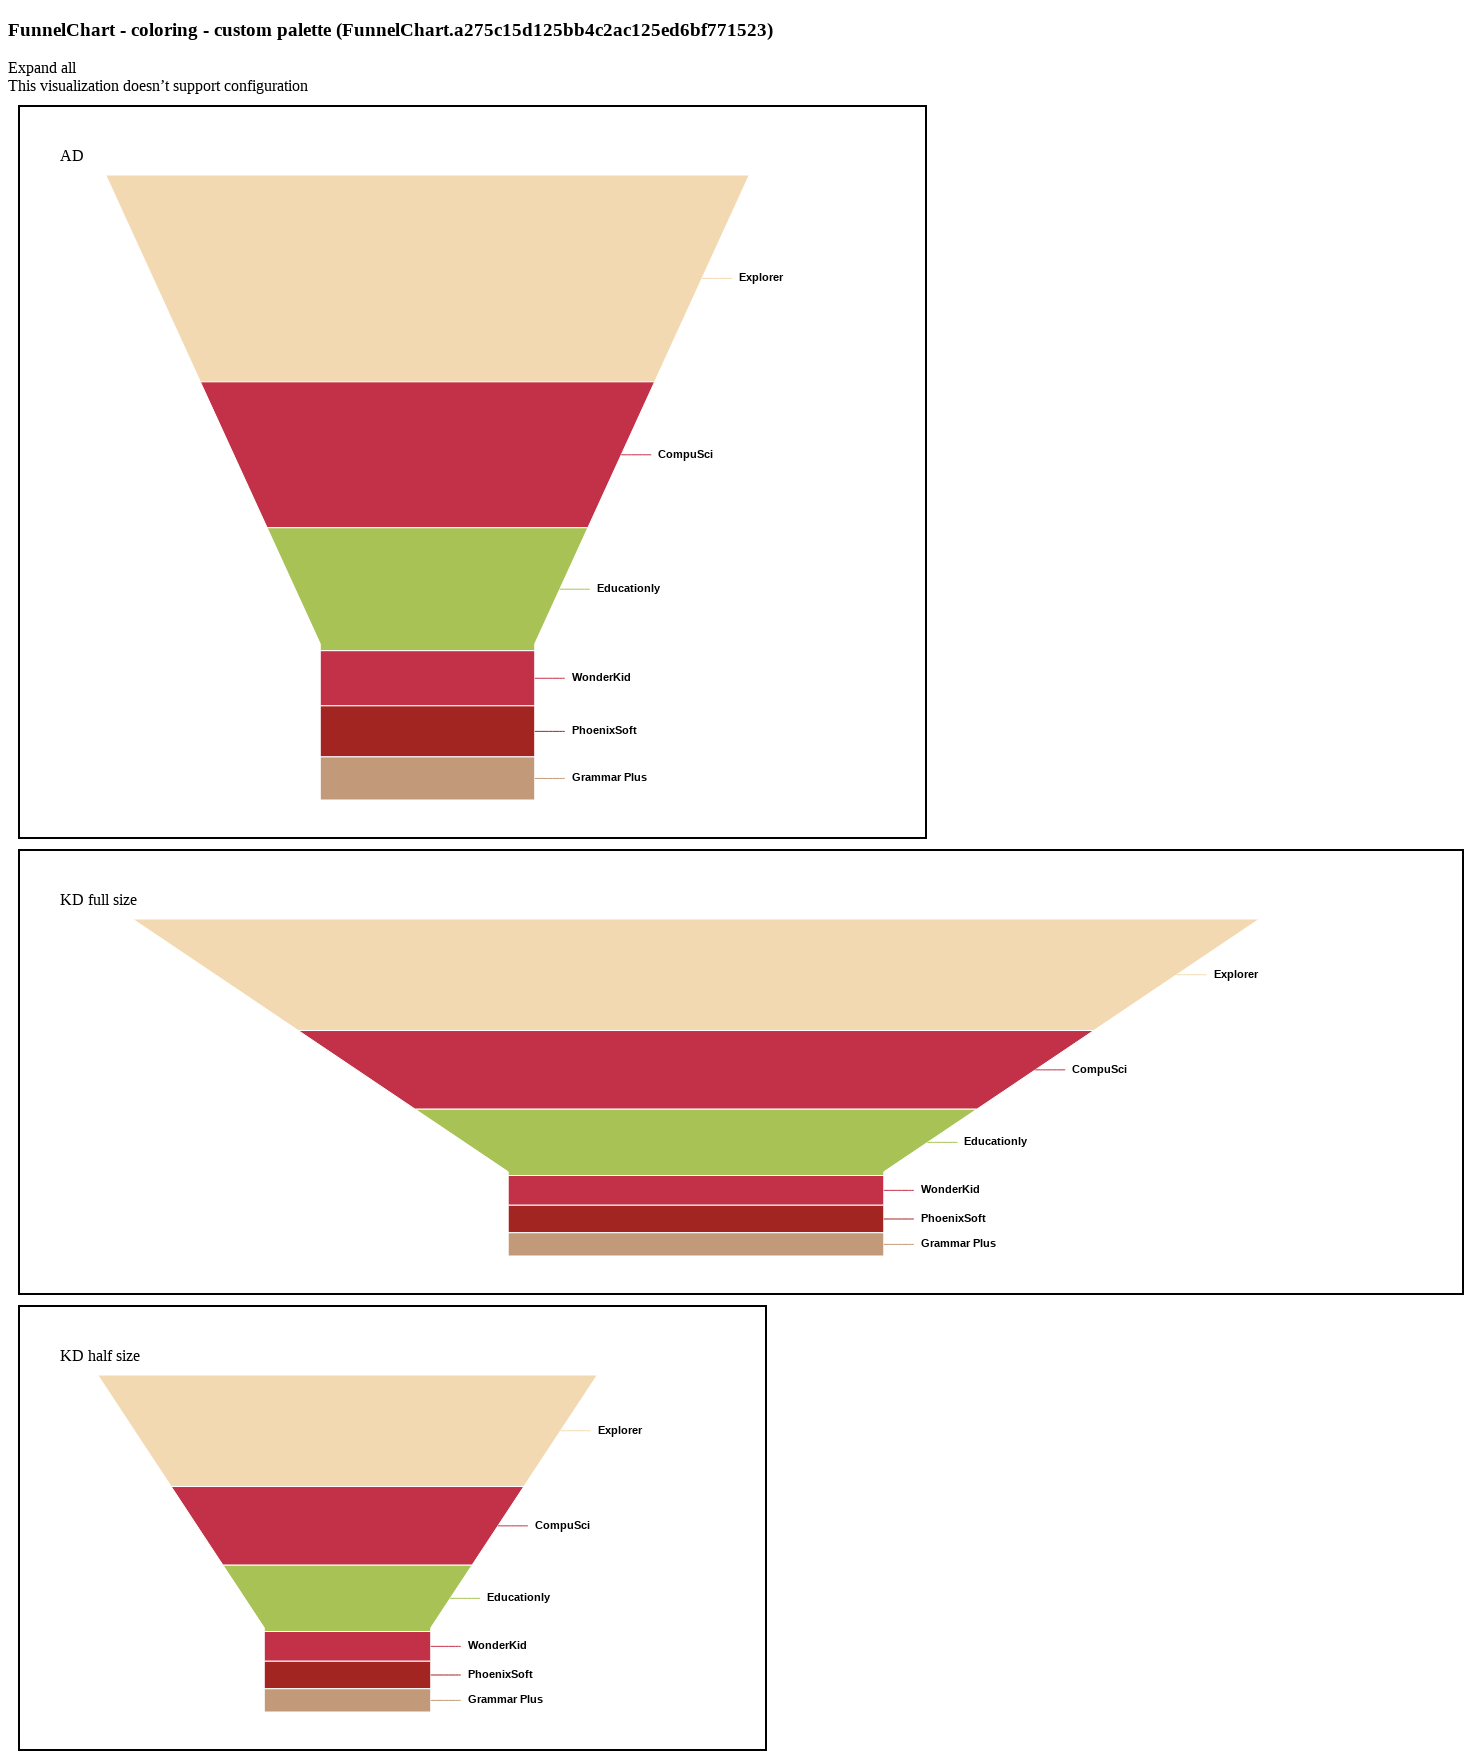 FunnelChart - coloring - custom palette (FunnelChart.a275c15d125bb4c2ac125ed6bf771523)
Expand all
This visualization doesn’t support configuration
AD
Explorer
CompuSci
Educationly
WonderKid
PhoenixSoft
Grammar Plus
KD full size
Explorer
CompuSci
Educationly
WonderKid
PhoenixSoft
Grammar Plus
KD half size
Explorer
CompuSci
Educationly
WonderKid
PhoenixSoft
Grammar Plus